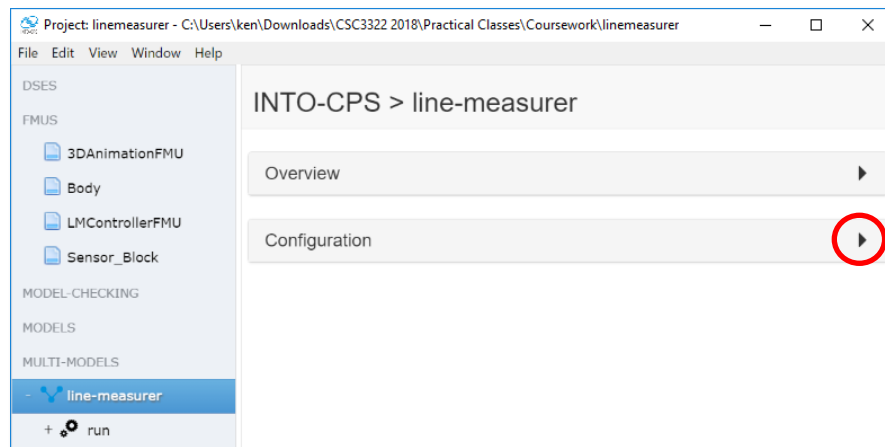 Project: linemeasurer - C:\Users\ken\Downloads\CSC3322 2018\Practical Classes\Coursework\linemeasurer
File Edit View Window Help
DSES
FMUS
3DAnimationFMU
Body
LMControllerFMU
Sensor_Block
MODEL-CHECKING
MODELS
MULTI-MODELS
- line-measurer
+ run
INTO-CPS > line-measurer
Overview
Configuration